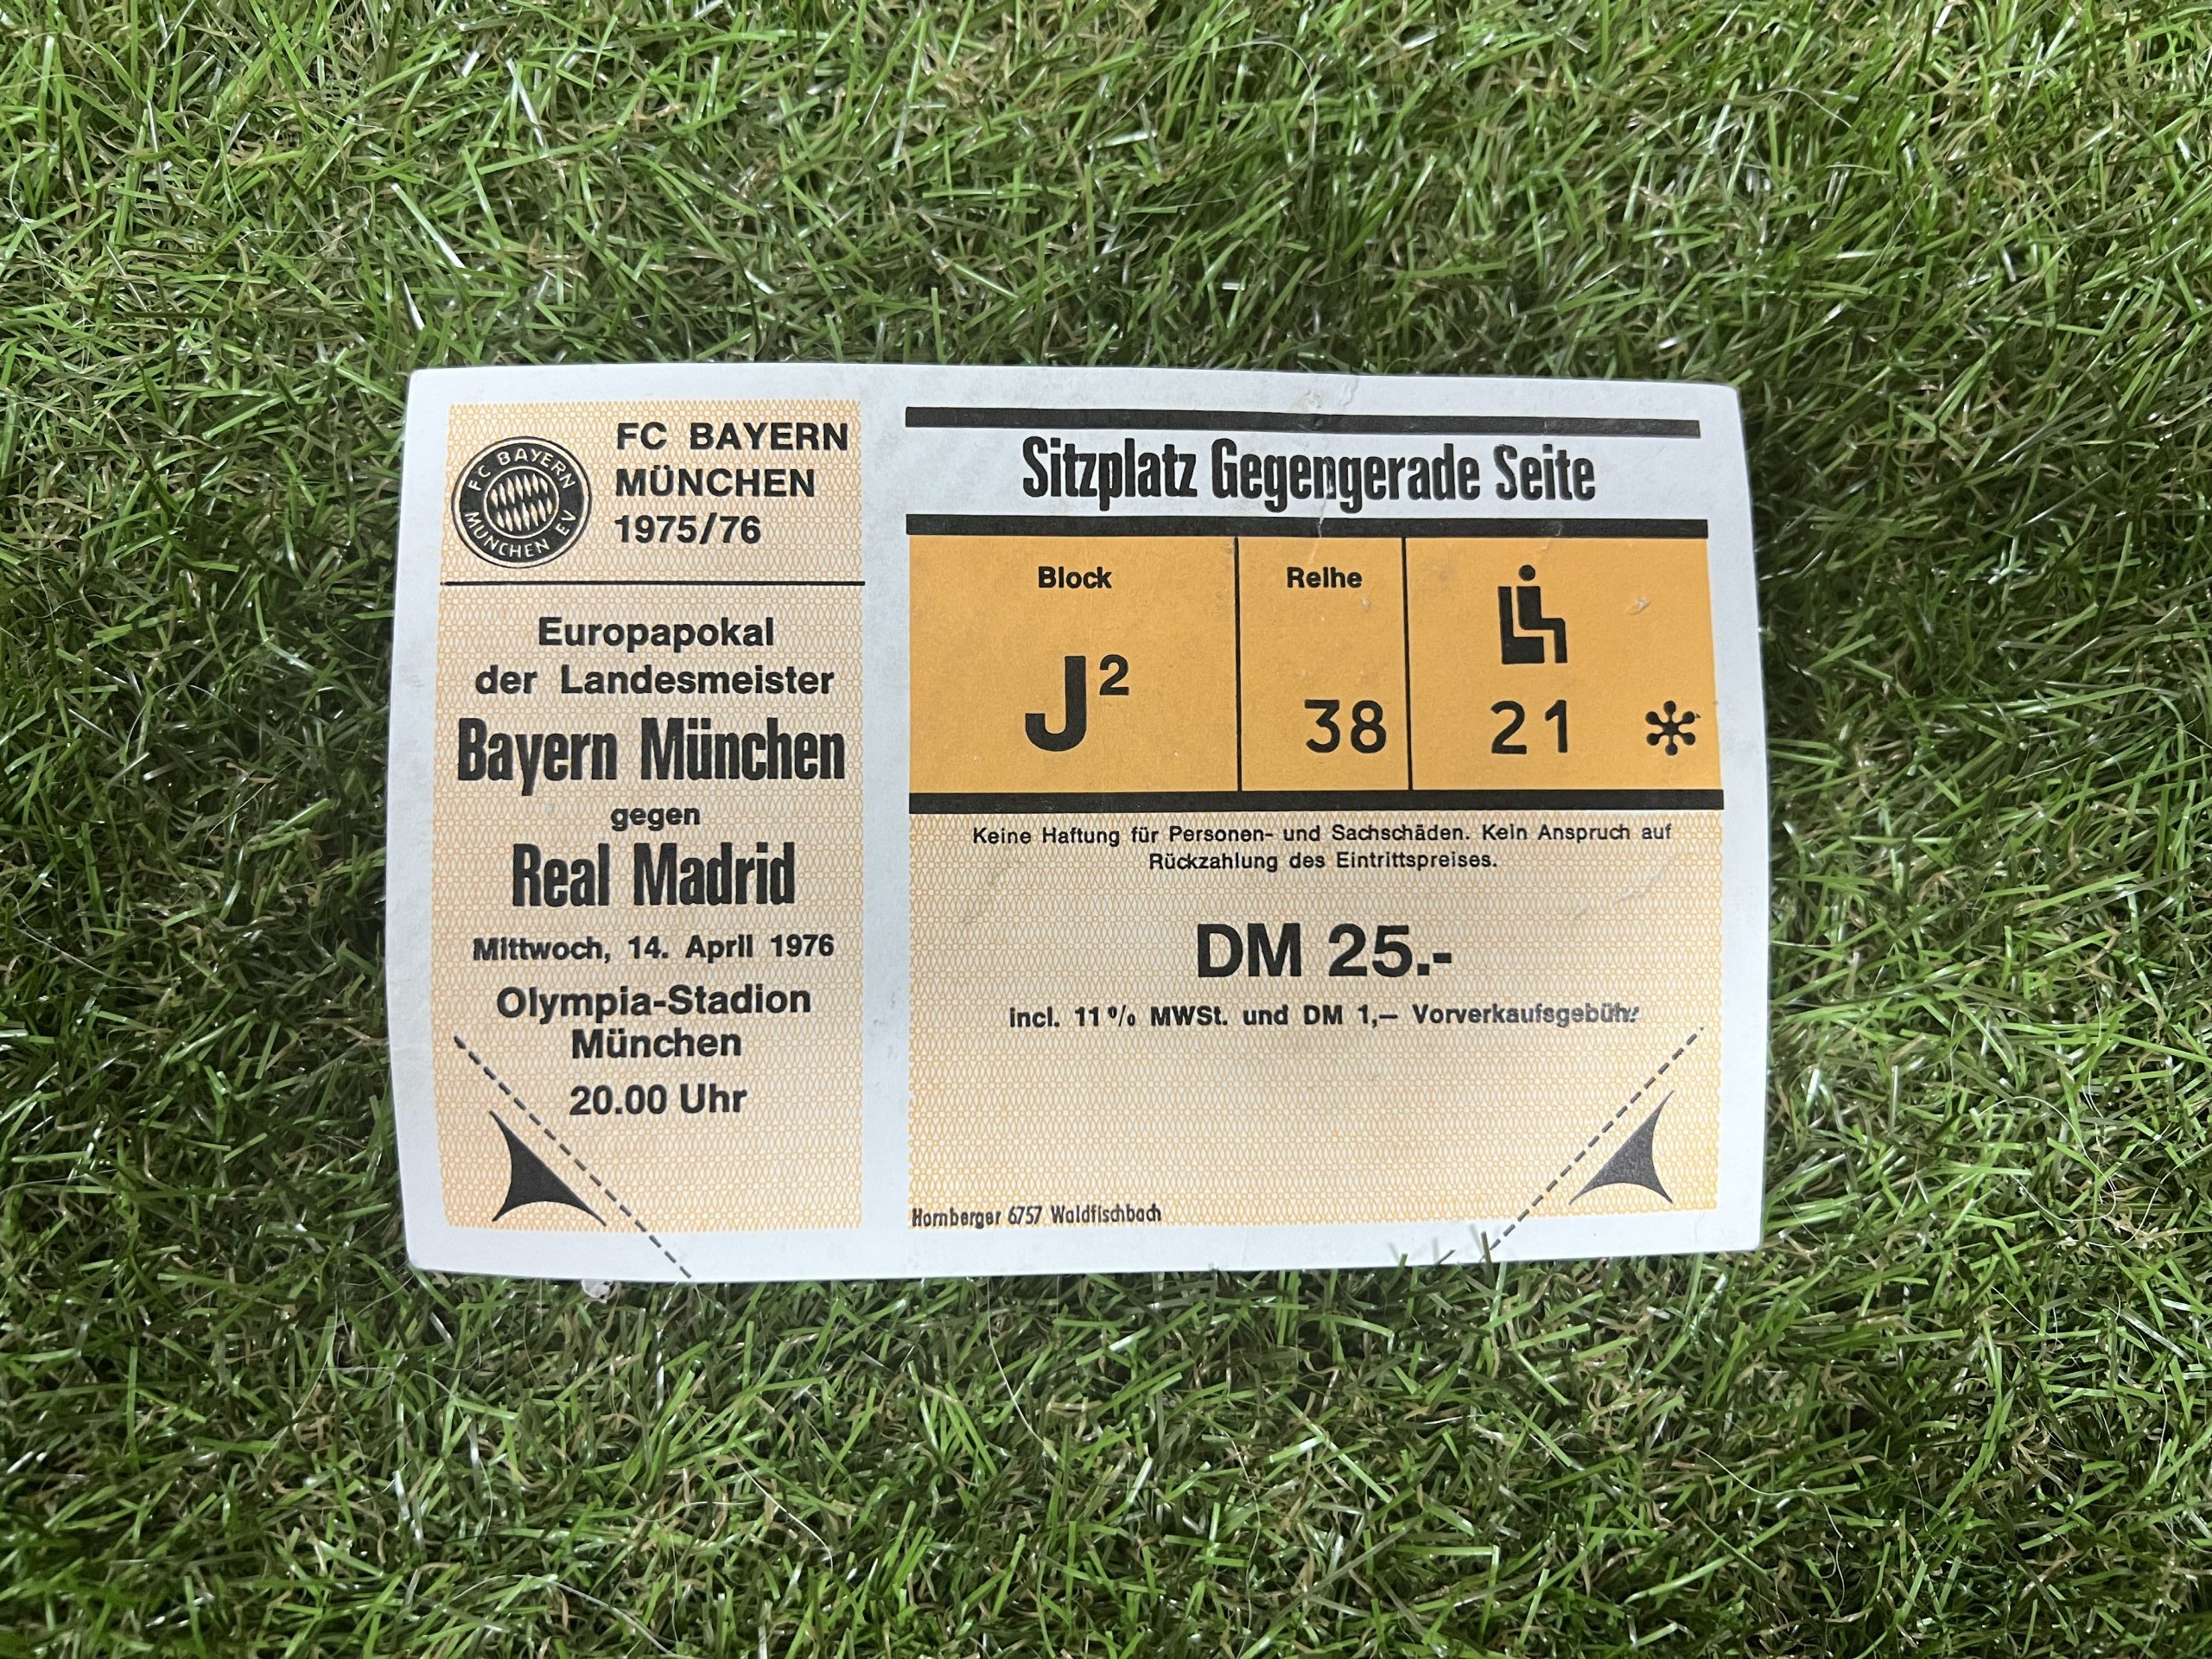 FC BAYERN
MÜNCHEN EV
FC BAYERN
MÜNCHEN
1975/76
Europapokal
der Landesmeister
Bayern München
gegen
Real Madrid
Mittwoch, 14. April 1976
Olympia-Stadion
München
20.00 Uhr
Sitzplatz Gegengerade Seite
Block
J²
Reihe
38
21 *
Keine Haftung für Personen- und Sachschäden. Kein Anspruch auf
Rückzahlung des Eintrittspreises.
DM 25.-
incl. 11% MWSt. und DM 1,— Vorverkaufsgebühr
Hornberger 6757 Waldfischbach